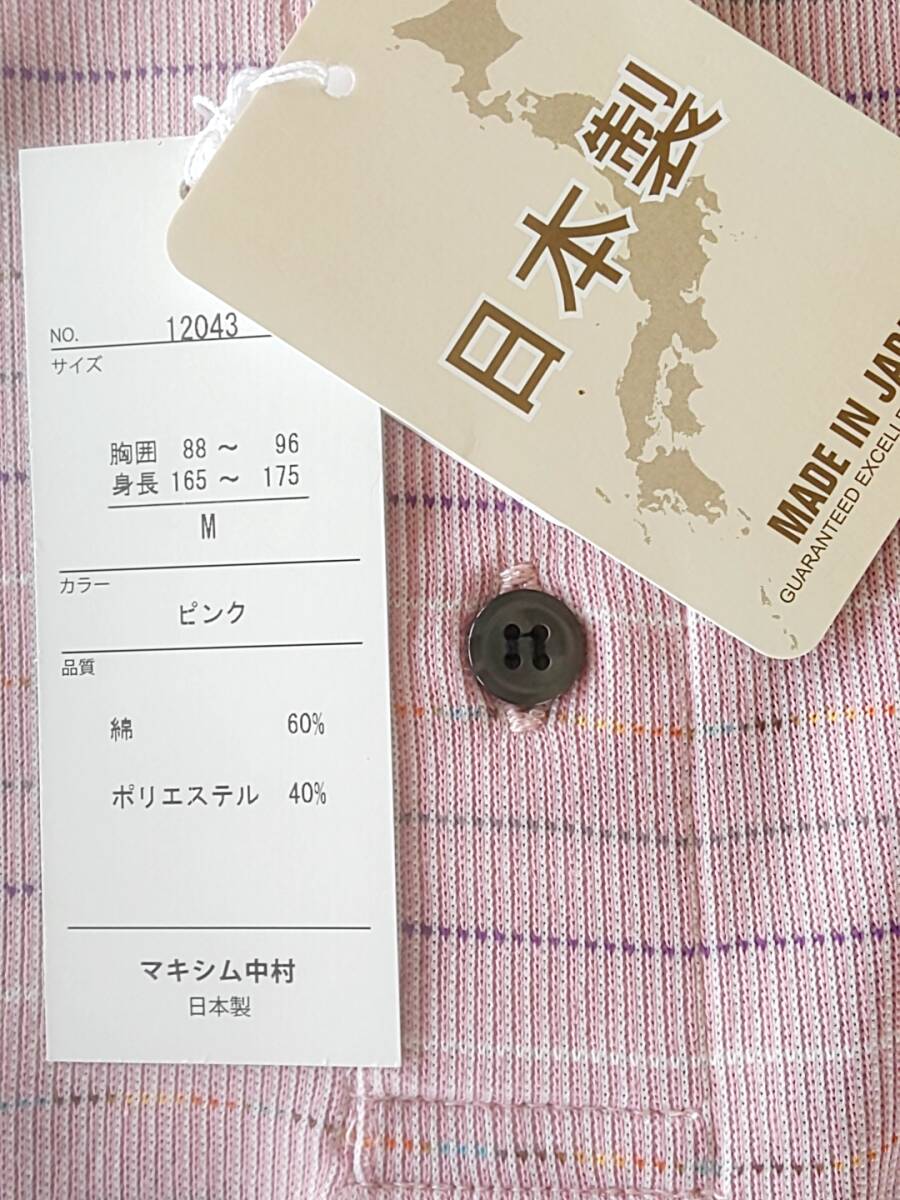 日本製
MADE IN JAPAN
GUARANTEED
NO. 12043
サイズ
胸囲 88 ～ 96
身長 165 ～ 175
M
カラー
ピンク
品質
綿 60%
ポリエステル 40%
マキシム中村
日本製